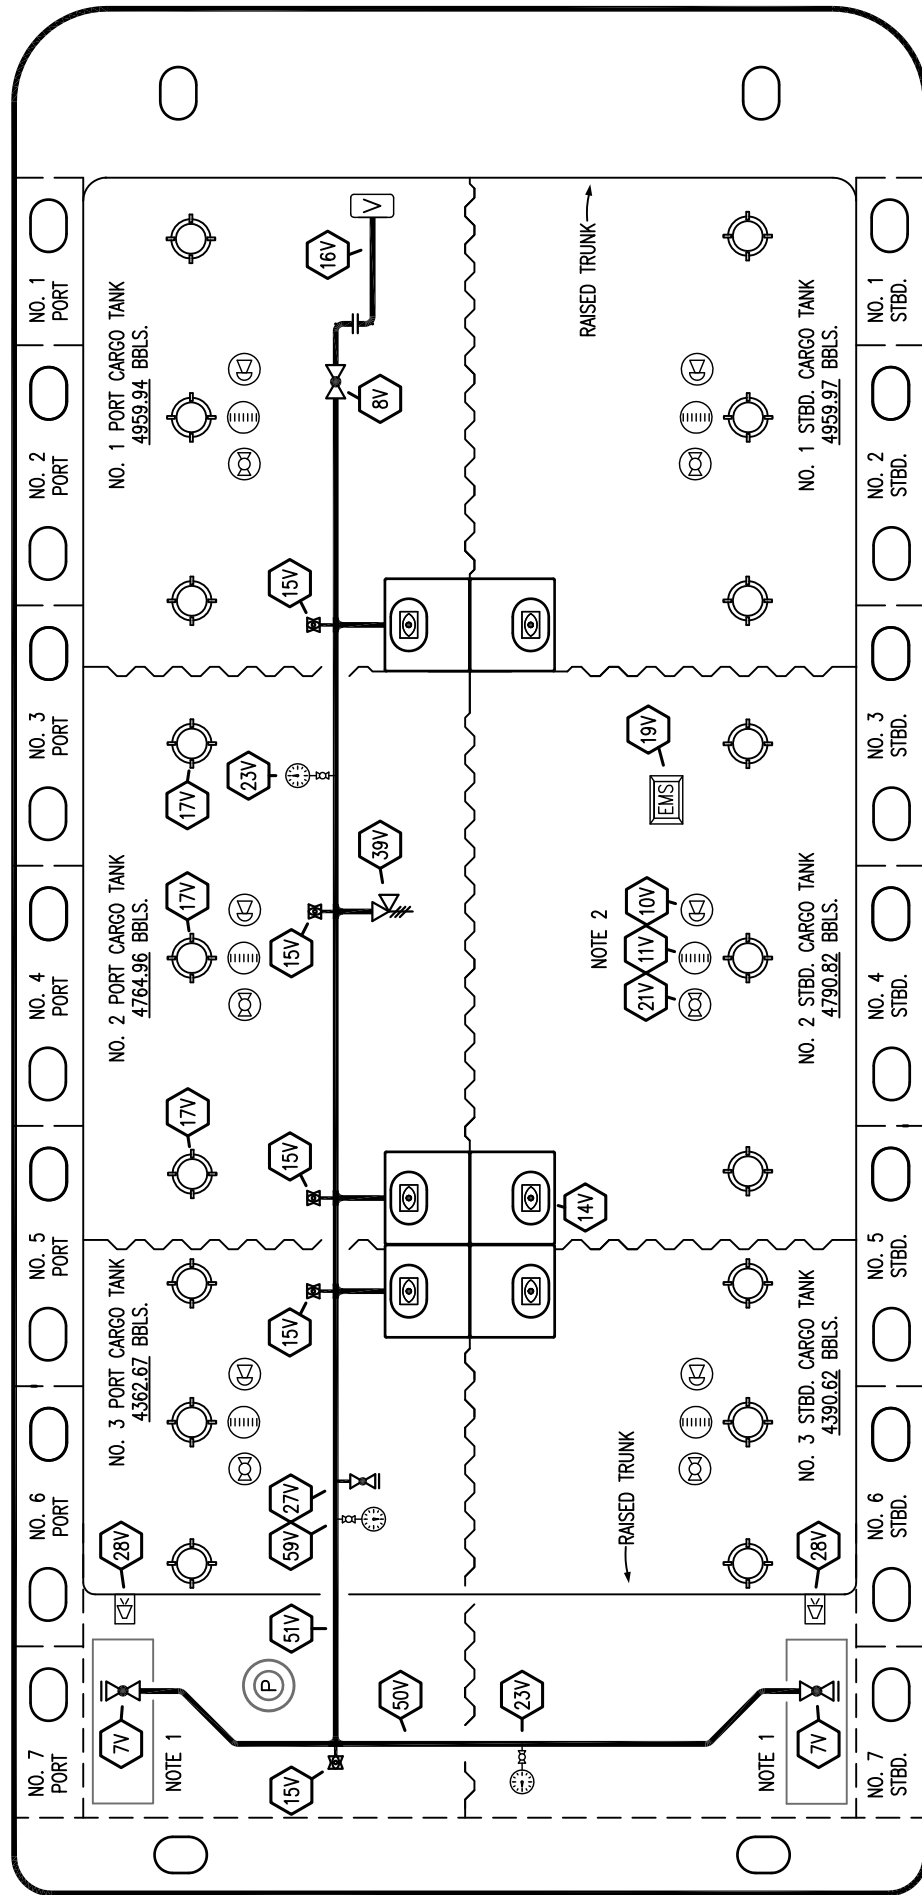 NO. 1
PORT
NO. 2
PORT
NO. 3
PORT
NO. 4
PORT
NO. 5
PORT
NO. 6
PORT
NO. 7
PORT
NO. 1 PORT CARGO TANK
4959.94 BBLS.
NO. 2 PORT CARGO TANK
4764.96 BBLS.
NO. 3 PORT CARGO TANK
4362.67 BBLS.
V
16V
8V
15V
23V
17V
17V
39V
15V
17V
15V
15V
27V
59V
28V
51V
P
7V
NOTE 1
15V
50V
23V
RAISED TRUNK
19V
EMS
NOTE 2
10V
11V
21V
14V
RAISED TRUNK
28V
7V
NOTE 1
NO. 1 STBD. CARGO TANK
4959.97 BBLS.
NO. 2 STBD. CARGO TANK
4790.82 BBLS.
NO. 3 STBD. CARGO TANK
4390.62 BBLS.
NO. 1
STBD.
NO. 2
STBD.
NO. 3
STBD.
NO. 4
STBD.
NO. 5
STBD.
NO. 6
STBD.
NO. 7
STBD.